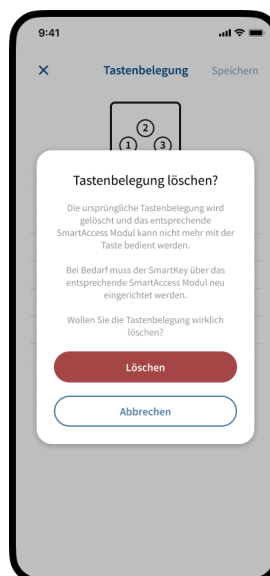 9:41
Tastenbelegung Speichern
2
1 3
Tastenbelegung löschen?
Die ursprüngliche Tastenbelegung wird
gelöscht und das entsprechende
SmartAccess Modul kann nicht mehr mit der
Taste bedient werden.
Bei Bedarf muss der SmartKey über das
entsprechende SmartAccess Modul neu
eingerichtet werden.
Wollen Sie die Tastenbelegung wirklich
löschen?
Löschen
Abbrechen